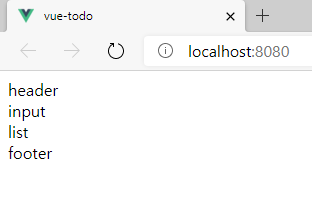 vue-todo
localhost:8080
header
input
list
footer